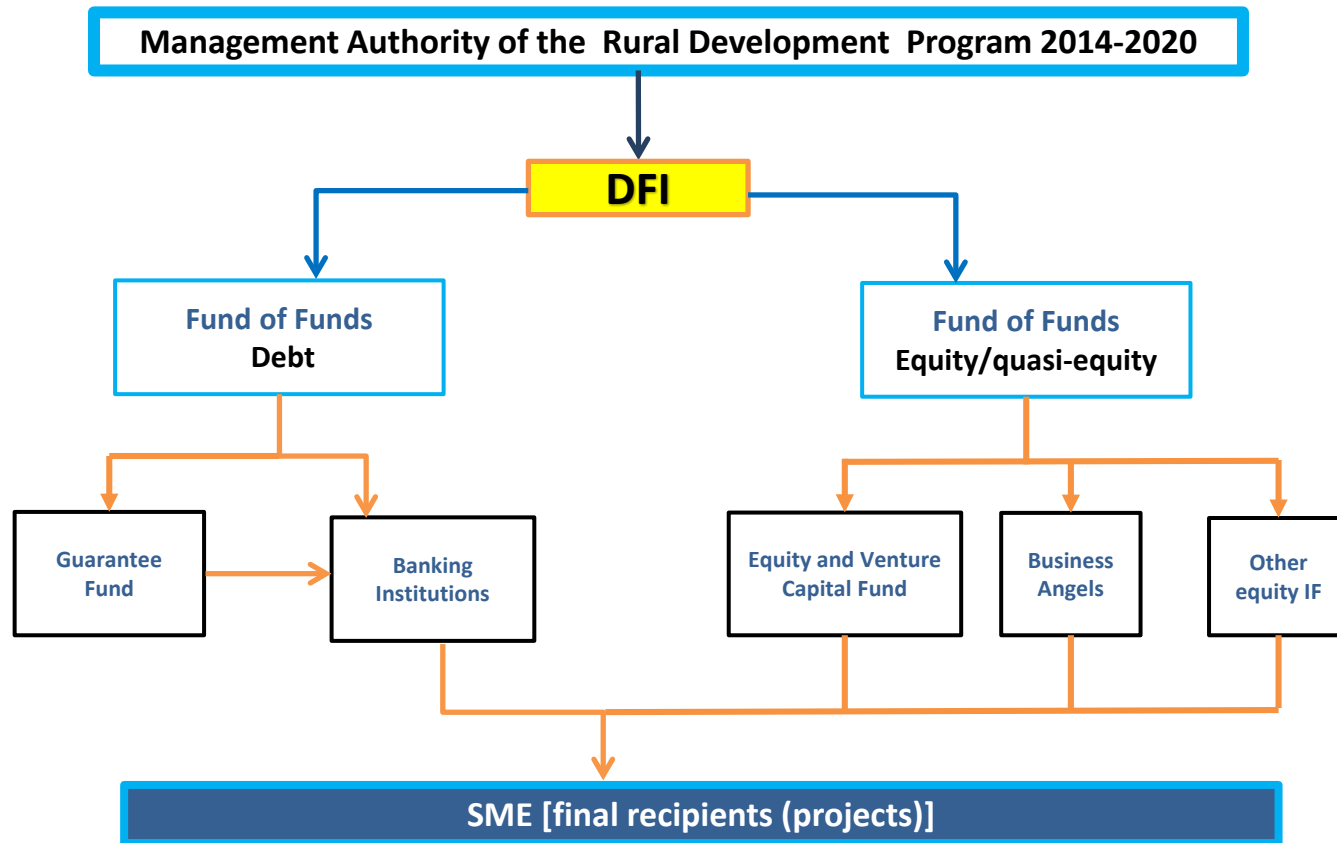 Management Authority of the Rural Development Program 2014-2020
DFI
Fund of Funds
Debt
Fund of Funds
Equity/quasi-equity
Guarantee
Fund
Banking
Institutions
Equity and Venture
Capital Fund
Business
Angels
Other
equity IF
SME [final recipients (projects)]